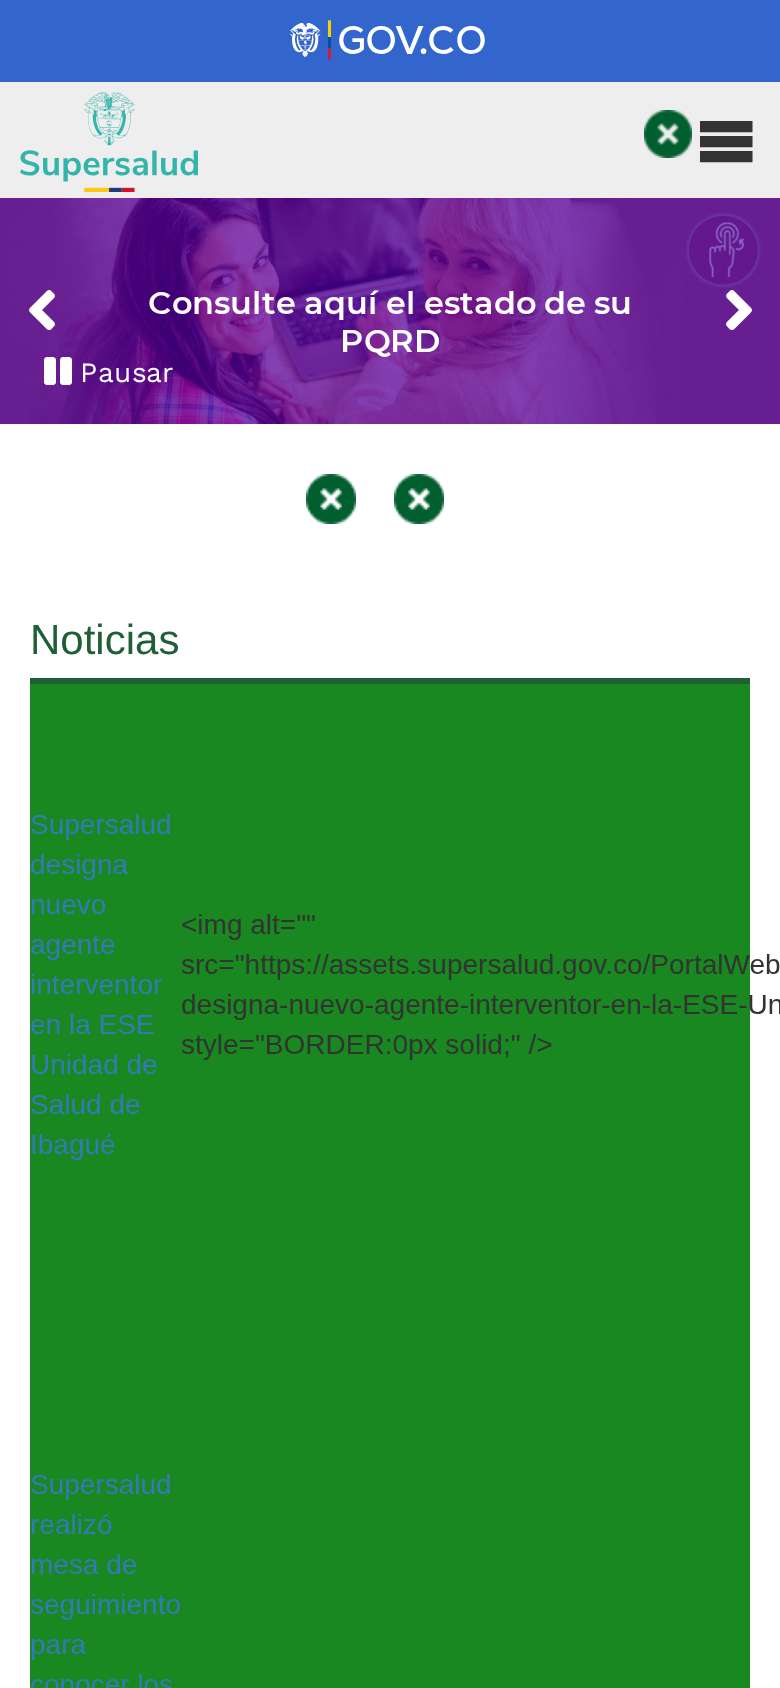 GOV.CO
Supersalud
Consulte aquí el estado de su
PQRD
Pausar
Noticias
Supersalud
designa
nuevo
agente
interventor
en la ESE
Unidad de
Salud de
Ibagué
<img alt=""
src="https://assets.supersalud.gov.co/PortalWeb
designa-nuevo-agente-interventor-en-la-ESE-Un
style="BORDER:0px solid;" />
Supersalud
realizó
mesa de
seguimiento
para
conocer los